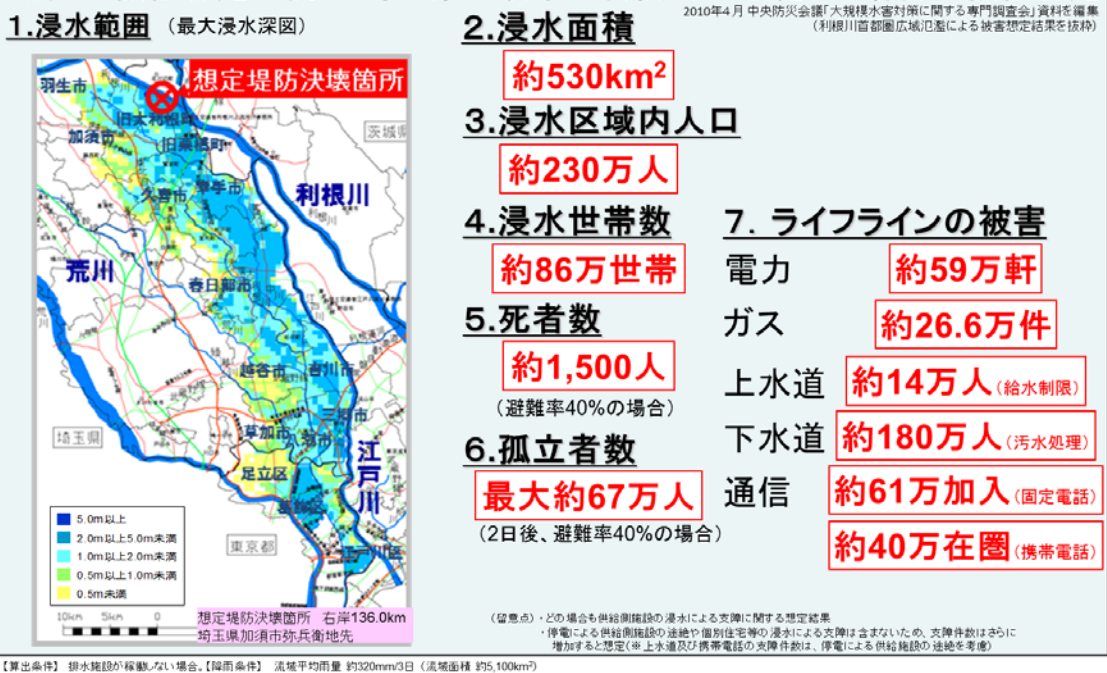 2010年4月 中央防災会議「大規模水害対策に関する専門調査会」資料を編集
（利根川首都圏広域氾濫による被害想定結果を抜粋）
1.浸水範囲 （最大浸水深図）
想定堤防決壊箇所
羽生市
旧大利根町
加須市
旧栗橋町
茨城県
幸手市
久喜市
利根川
荒川
春日部市
越谷市
吉川市
三郷市
草加市
八潮市
埼玉県
江戸川
足立区
葛飾区
東京都
江戸川区
5.0m以上
2.0m以上5.0m未満
1.0m以上2.0m未満
0.5m以上1.0m未満
0.5m未満
10km 5km 0
想定堤防決壊箇所 右岸136.0km
埼玉県加須市弥兵衛地先
2.浸水面積
約530km²
3.浸水区域内人口
約230万人
4.浸水世帯数
約86万世帯
5.死者数
約1,500人
（避難率40%の場合）
6.孤立者数
最大約67万人
（2日後、避難率40%の場合）
7. ライフラインの被害
電力 約59万軒
ガス 約26.6万件
上水道 約14万人（給水制限）
下水道 約180万人（汚水処理）
通信 約61万加入（固定電話）
約40万在圏（携帯電話）
（留意点）・どの場合も供給側施設の浸水による支障に関する想定結果
・停電による供給側施設の途絶や個別住宅等の浸水による支障は含まないため、支障件数はさらに
増加すると想定（※上水道及び携帯電話の支障件数は、停電による供給施設の途絶を考慮）
【算出条件】 排水施設が稼働しない場合。【降雨条件】 流域平均雨量 約320mm/3日（流域面積 約5,100km²）